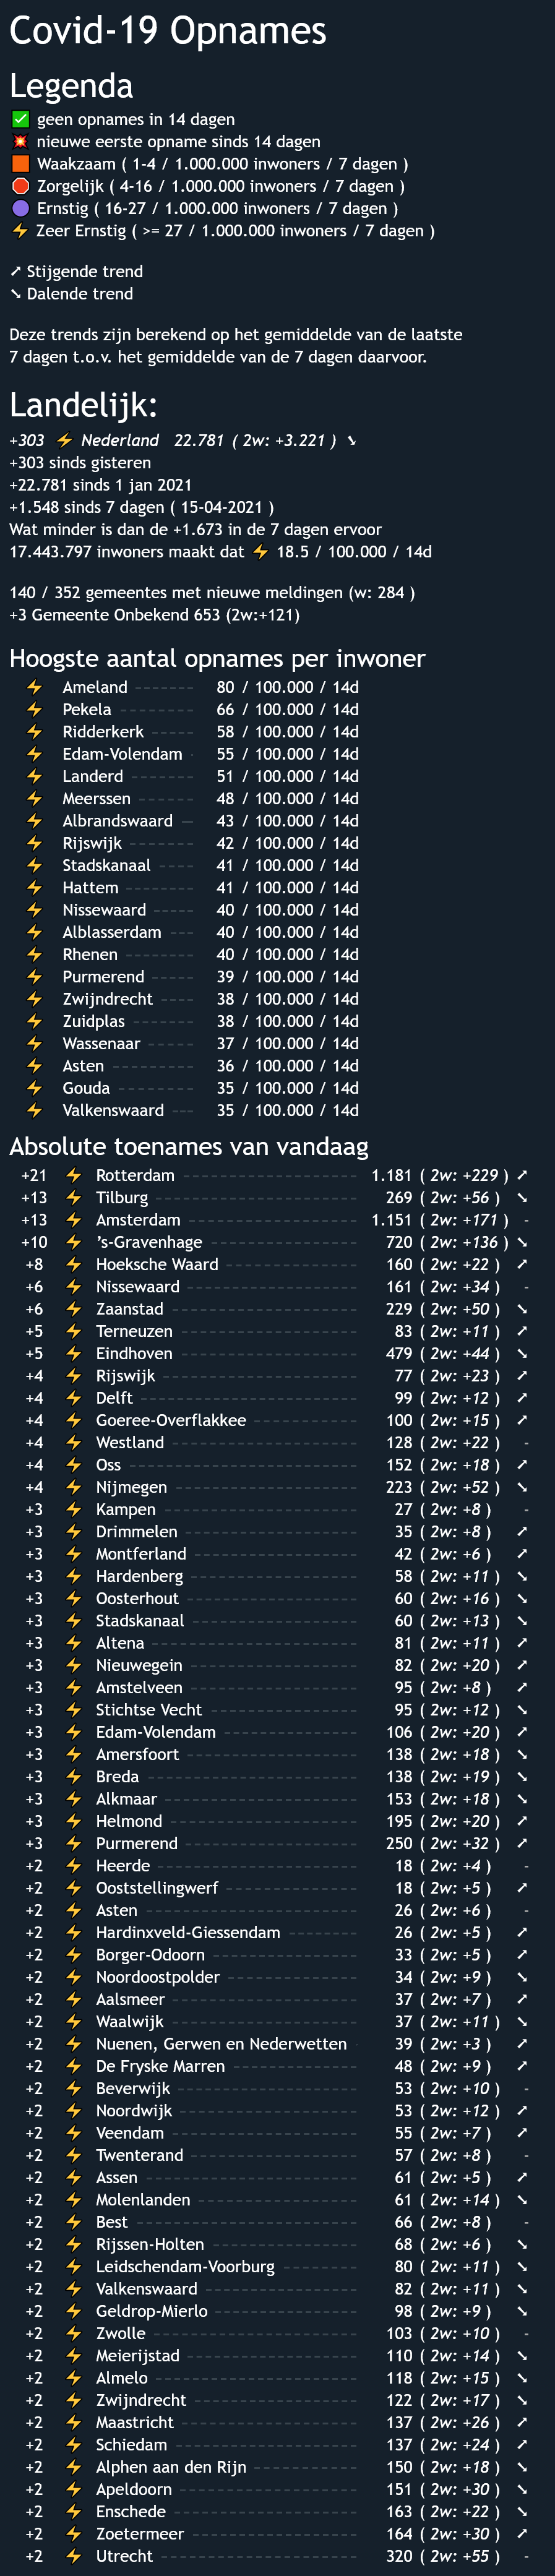 Covid-19 Opnames
Legenda
✅ geen opnames in 14 dagen
💥 nieuwe eerste opname sinds 14 dagen
🟧 Waakzaam ( 1-4 / 1.000.000 inwoners / 7 dagen )
🛑 Zorgelijk ( 4-16 / 1.000.000 inwoners / 7 dagen )
🟣 Ernstig ( 16-27 / 1.000.000 inwoners / 7 dagen )
⚡ Zeer Ernstig ( >= 27 / 1.000.000 inwoners / 7 dagen )
➚ Stijgende trend
➘ Dalende trend
Deze trends zijn berekend op het gemiddelde van de laatste
7 dagen t.o.v. het gemiddelde van de 7 dagen daarvoor.
Landelijk:
+303 ⚡ Nederland 22.781 ( 2w: +3.221 ) ➘
+303 sinds gisteren
+22.781 sinds 1 jan 2021
+1.548 sinds 7 dagen ( 15-04-2021 )
Wat minder is dan de +1.673 in de 7 dagen ervoor
17.443.797 inwoners maakt dat ⚡ 18.5 / 100.000 / 14d
140 / 352 gemeentes met nieuwe meldingen (w: 284 )
+3 Gemeente Onbekend 653 (2w:+121)
Hoogste aantal opnames per inwoner
⚡ Ameland ------- 80 / 100.000 / 14d
⚡ Pekela --------- 66 / 100.000 / 14d
⚡ Ridderkerk ----- 58 / 100.000 / 14d
⚡ Edam-Volendam - 55 / 100.000 / 14d
⚡ Landerd ------- 51 / 100.000 / 14d
⚡ Meerssen ------ 48 / 100.000 / 14d
⚡ Albrandswaard -- 43 / 100.000 / 14d
⚡ Rijswijk -------- 42 / 100.000 / 14d
⚡ Stadskanaal ---- 41 / 100.000 / 14d
⚡ Hattem -------- 41 / 100.000 / 14d
⚡ Nissewaard ----- 40 / 100.000 / 14d
⚡ Alblasserdam --- 40 / 100.000 / 14d
⚡ Rhenen -------- 40 / 100.000 / 14d
⚡ Purmerend ----- 39 / 100.000 / 14d
⚡ Zwijndrecht ---- 38 / 100.000 / 14d
⚡ Zuidplas ------- 38 / 100.000 / 14d
⚡ Wassenaar ------ 37 / 100.000 / 14d
⚡ Asten ---------- 36 / 100.000 / 14d
⚡ Gouda --------- 35 / 100.000 / 14d
⚡ Valkenswaard --- 35 / 100.000 / 14d
Absolute toenames van vandaag
+21 ⚡ Rotterdam 1.181 ( 2w: +229 ) ➚
+13 ⚡ Tilburg 269 ( 2w: +56 ) ➘
+13 ⚡ Amsterdam 1.151 ( 2w: +171 ) -
+10 ⚡ 's-Gravenhage 720 ( 2w: +136 ) ➘
+8 ⚡ Hoeksche Waard 160 ( 2w: +22 ) ➚
+6 ⚡ Nissewaard 161 ( 2w: +34 ) -
+6 ⚡ Zaanstad 229 ( 2w: +50 ) ➘
+5 ⚡ Terneuzen 83 ( 2w: +11 ) ➚
+5 ⚡ Eindhoven 479 ( 2w: +44 ) ➘
+4 ⚡ Rijswijk 77 ( 2w: +23 ) ➚
+4 ⚡ Delft 99 ( 2w: +12 ) ➚
+4 ⚡ Goeree-Overflakkee 100 ( 2w: +15 ) ➚
+4 ⚡ Westland 128 ( 2w: +22 ) -
+4 ⚡ Oss 152 ( 2w: +18 ) ➚
+4 ⚡ Nijmegen 223 ( 2w: +52 ) ➘
+3 ⚡ Kampen 27 ( 2w: +8 ) -
+3 ⚡ Drimmelen 35 ( 2w: +8 ) ➚
+3 ⚡ Montferland 42 ( 2w: +6 ) ➚
+3 ⚡ Hardenberg 58 ( 2w: +11 ) ➘
+3 ⚡ Oosterhout 60 ( 2w: +16 ) ➘
+3 ⚡ Stadskanaal 60 ( 2w: +13 ) ➘
+3 ⚡ Altena 81 ( 2w: +11 ) ➚
+3 ⚡ Nieuwegein 82 ( 2w: +20 ) ➚
+3 ⚡ Amstelveen 95 ( 2w: +8 ) ➚
+3 ⚡ Stichtse Vecht 95 ( 2w: +12 ) ➘
+3 ⚡ Edam-Volendam 106 ( 2w: +20 ) ➚
+3 ⚡ Amersfoort 138 ( 2w: +18 ) ➘
+3 ⚡ Breda 138 ( 2w: +19 ) ➘
+3 ⚡ Alkmaar 153 ( 2w: +18 ) ➘
+3 ⚡ Helmond 195 ( 2w: +20 ) ➚
+3 ⚡ Purmerend 250 ( 2w: +32 ) ➚
+2 ⚡ Heerde 18 ( 2w: +4 ) -
+2 ⚡ Ooststellingwerf 18 ( 2w: +5 ) ➚
+2 ⚡ Asten 26 ( 2w: +6 ) -
+2 ⚡ Hardinxveld-Giessendam 26 ( 2w: +5 ) ➚
+2 ⚡ Borger-Odoorn 33 ( 2w: +5 ) ➚
+2 ⚡ Noordoostpolder 34 ( 2w: +9 ) ➘
+2 ⚡ Aalsmeer 37 ( 2w: +7 ) ➚
+2 ⚡ Waalwijk 37 ( 2w: +11 ) ➘
+2 ⚡ Nuenen, Gerwen en Nederwetten 39 ( 2w: +3 ) ➚
+2 ⚡ De Fryske Marren 48 ( 2w: +9 ) ➚
+2 ⚡ Beverwijk 53 ( 2w: +10 ) -
+2 ⚡ Noordwijk 53 ( 2w: +12 ) ➚
+2 ⚡ Veendam 55 ( 2w: +7 ) ➚
+2 ⚡ Twenterand 57 ( 2w: +8 ) -
+2 ⚡ Assen 61 ( 2w: +5 ) ➚
+2 ⚡ Molenlanden 61 ( 2w: +14 ) ➘
+2 ⚡ Best 66 ( 2w: +8 ) -
+2 ⚡ Rijssen-Holten 68 ( 2w: +6 ) ➘
+2 ⚡ Leidschendam-Voorburg 80 ( 2w: +11 ) ➘
+2 ⚡ Valkenswaard 82 ( 2w: +11 ) ➘
+2 ⚡ Geldrop-Mierlo 98 ( 2w: +9 ) ➘
+2 ⚡ Zwolle 103 ( 2w: +10 ) -
+2 ⚡ Meierijstad 110 ( 2w: +14 ) ➘
+2 ⚡ Almelo 118 ( 2w: +15 ) ➘
+2 ⚡ Zwijndrecht 122 ( 2w: +17 ) ➘
+2 ⚡ Maastricht 137 ( 2w: +26 ) ➚
+2 ⚡ Schiedam 137 ( 2w: +24 ) ➚
+2 ⚡ Alphen aan den Rijn 150 ( 2w: +18 ) ➘
+2 ⚡ Apeldoorn 151 ( 2w: +30 ) ➘
+2 ⚡ Enschede 163 ( 2w: +22 ) ➘
+2 ⚡ Zoetermeer 164 ( 2w: +30 ) ➚
+2 ⚡ Utrecht 320 ( 2w: +55 ) -